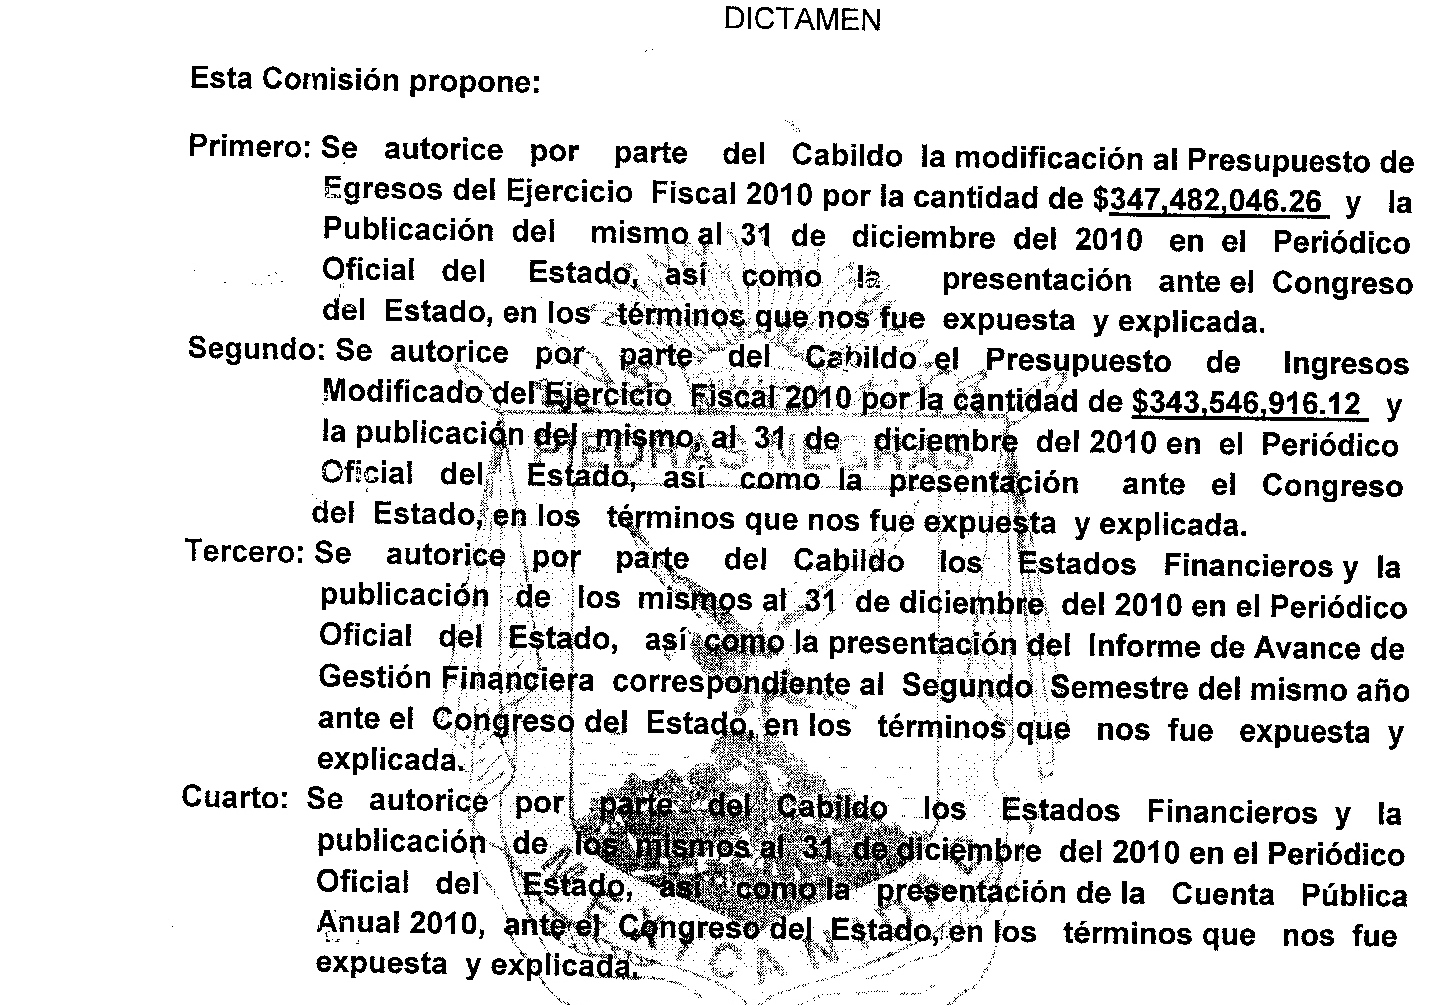 DICTAMEN
Esta Comisión propone:
Primero: Se autorice por parte del Cabildo la modificación al Presupuesto de
Egresos del Ejercicio Fiscal 2010 por la cantidad de $347,482,046.26 y la
Publicación del mismo al 31 de diciembre del 2010 en el Periódico
Oficial del Estado, así como la presentación ante el Congreso
del Estado, en los términos que nos fue expuesta y explicada.
Segundo: Se autorice por parte del Cabildo el Presupuesto de Ingresos
Modificado del Ejercicio Fiscal 2010 por la cantidad de $343,546,916.12 y
la publicación del mismo, al 31 de diciembre del 2010 en el Periódico
Oficial del Estado, así como la presentación ante el Congreso
del Estado, en los términos que nos fue expuesta y explicada.
PIEDRAS NEGRAS
Tercero: Se autorice por parte del Cabildo los Estados Financieros y la
publicación de los mismos al 31 de diciembre del 2010 en el Periódico
Oficial del Estado, así como la presentación del Informe de Avance de
Gestión Financiera correspondiente al Segundo Semestre del mismo año
ante el Congreso del Estado, en los términos que nos fue expuesta y
explicada.
Cuarto: Se autorice por parte del Cabildo los Estados Financieros y la
publicación de los mismos al 31 de diciembre del 2010 en el Periódico
Oficial del Estado, así como la presentación de la Cuenta Pública
Anual 2010, ante el Congreso del Estado, en los términos que nos fue
expuesta y explicada.